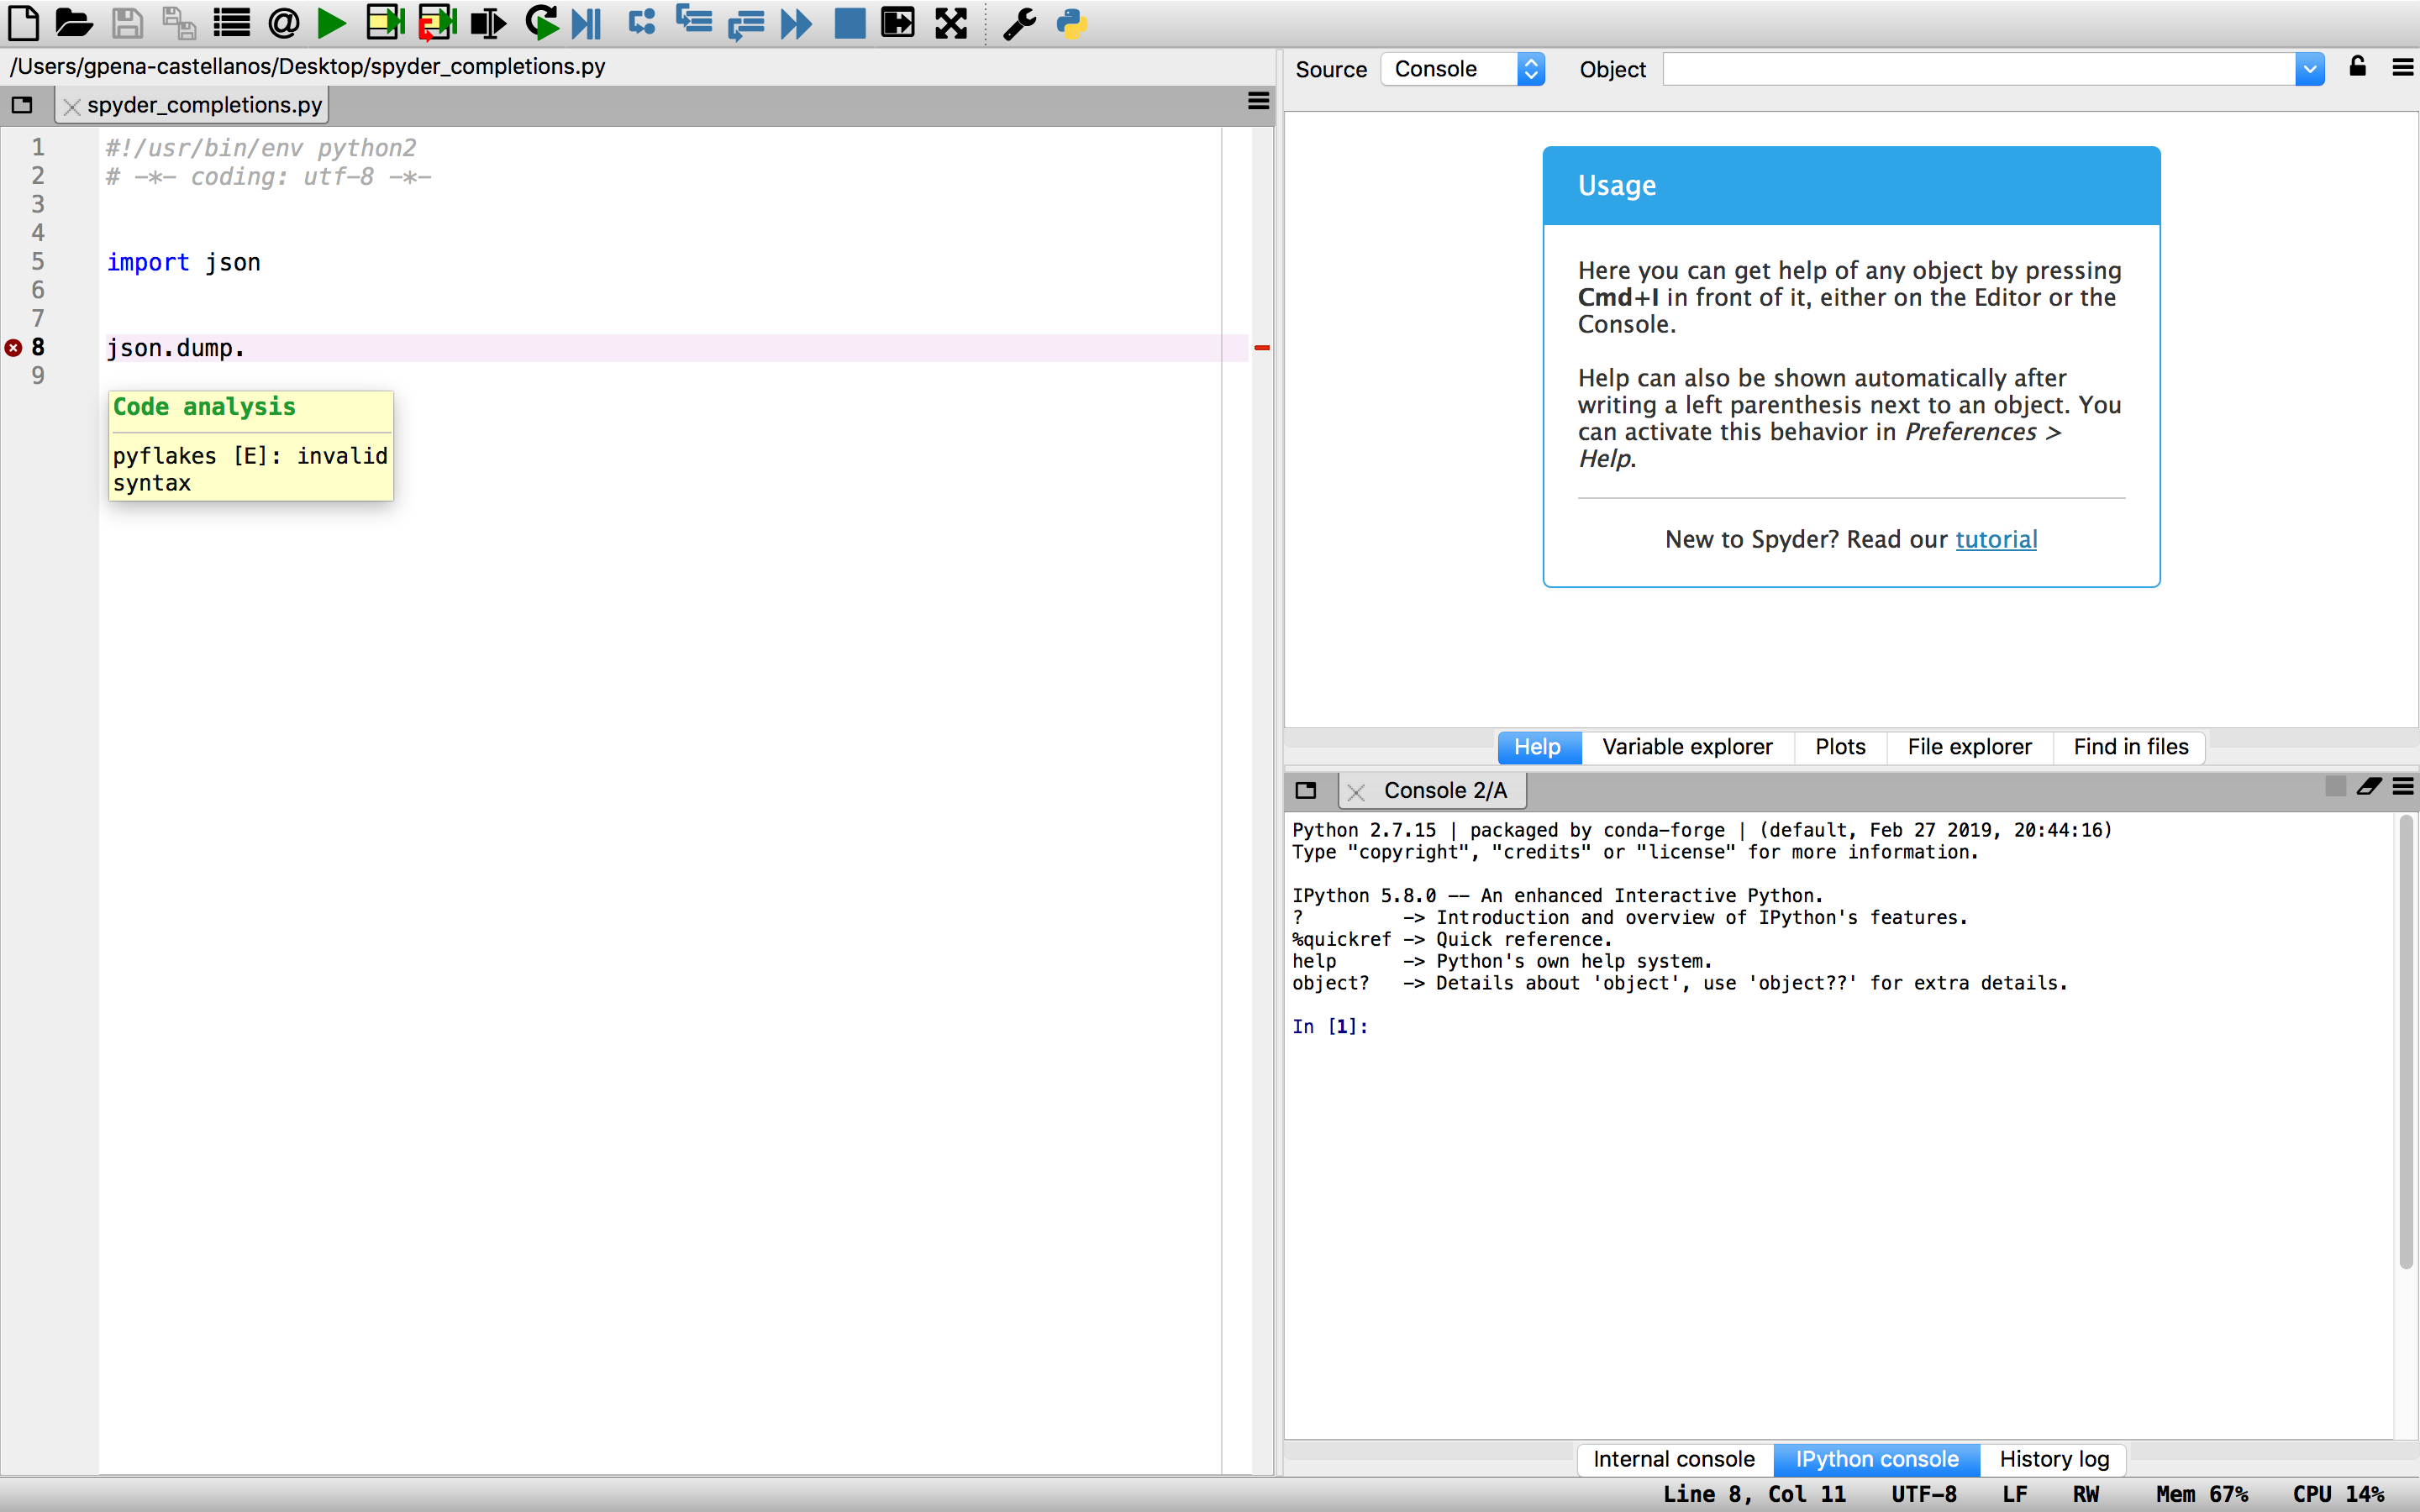 /Users/gpena-castellanos/Desktop/spyder_completions.py
spyder_completions.py
1 #!/usr/bin/env python2
2 # -*- coding: utf-8 -*-
3
4
5 import json
6
7
8 json.dump.
9
Code analysis
pyflakes [E]: invalid
syntax
Source Console Object
Usage
Here you can get help of any object by pressing
Cmd+I in front of it, either on the Editor or the
Console.
Help can also be shown automatically after
writing a left parenthesis next to an object. You
can activate this behavior in Preferences >
Help.
New to Spyder? Read our tutorial
Help Variable explorer Plots File explorer Find in files
Console 2/A
Python 2.7.15 | packaged by conda-forge | (default, Feb 27 2019, 20:44:16)
Type "copyright", "credits" or "license" for more information.
IPython 5.8.0 -- An enhanced Interactive Python.
? -> Introduction and overview of IPython's features.
%quickref -> Quick reference.
help -> Python's own help system.
object? -> Details about 'object', use 'object??' for extra details.
In [1]:
Internal console IPython console History log
Line 8, Col 11 UTF-8 LF RW Mem 67% CPU 14%